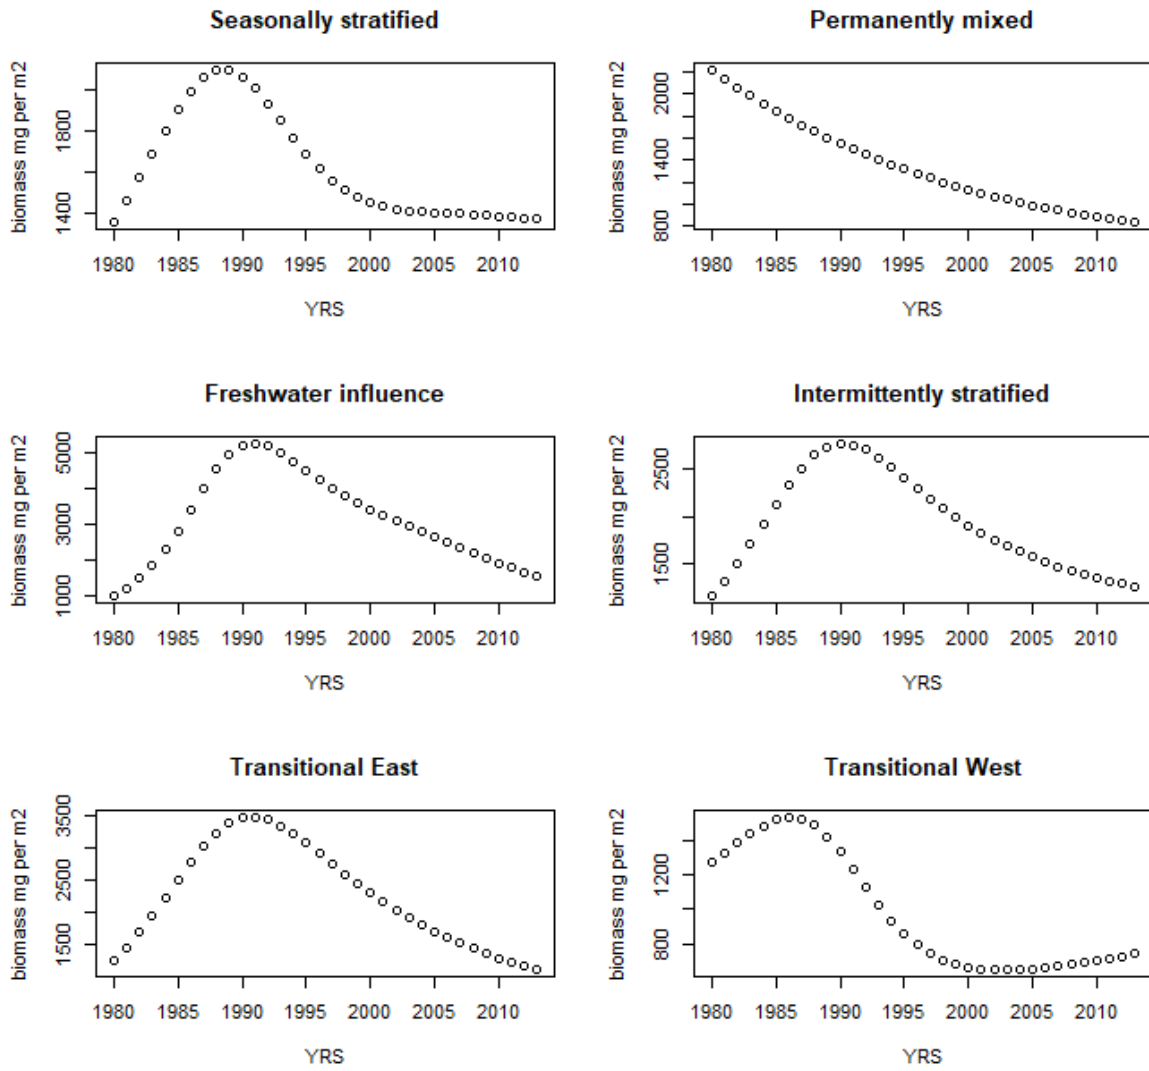 Seasonally stratified
biomass mg per m2
1400 1800
1980 1985 1990 1995 2000 2005 2010
YRS
Permanently mixed
biomass mg per m2
800 1400 2000
1980 1985 1990 1995 2000 2005 2010
YRS
Freshwater influence
biomass mg per m2
1000 3000 5000
1980 1985 1990 1995 2000 2005 2010
YRS
Intermittently stratified
biomass mg per m2
1500 2500
1980 1985 1990 1995 2000 2005 2010
YRS
Transitional East
biomass mg per m2
1500 2500 3500
1980 1985 1990 1995 2000 2005 2010
YRS
Transitional West
biomass mg per m2
800 1200
1980 1985 1990 1995 2000 2005 2010
YRS